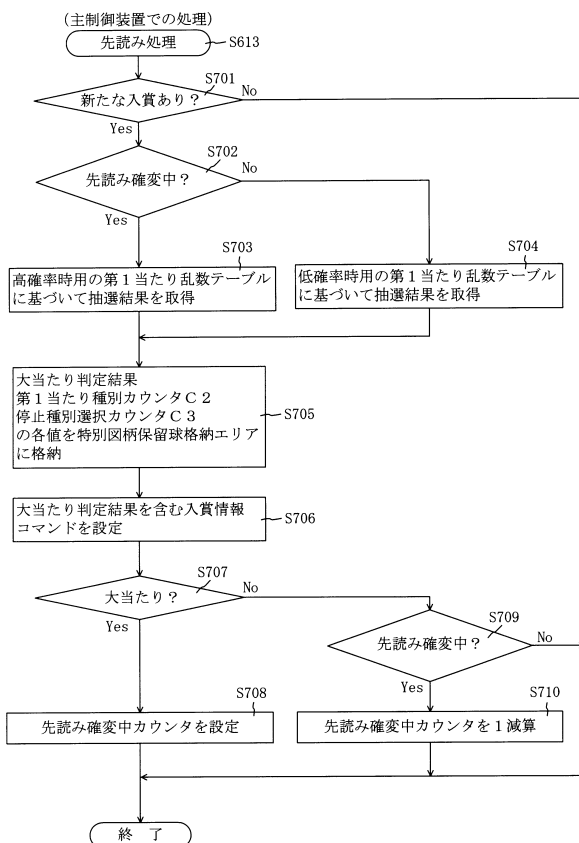 (主制御装置での処理)
先読み処理
S613
S701
新たな入賞あり?
No
Yes
S702
先読み確変中?
No
Yes
S703
高確率時用の第1当たり乱数テーブル
に基づいて抽選結果を取得
S704
低確率時用の第1当たり乱数テーブル
に基づいて抽選結果を取得
大当たり判定結果
第1当たり種別カウンタC2
停止種別選択カウンタC3
の各値を特別図柄保留球格納エリア
に格納
S705
大当たり判定結果を含む入賞情報
コマンドを設定
S706
S707
大当たり?
No
Yes
S709
先読み確変中?
No
Yes
S708
先読み確変中カウンタを設定
S710
先読み確変中カウンタを1減算
終 了